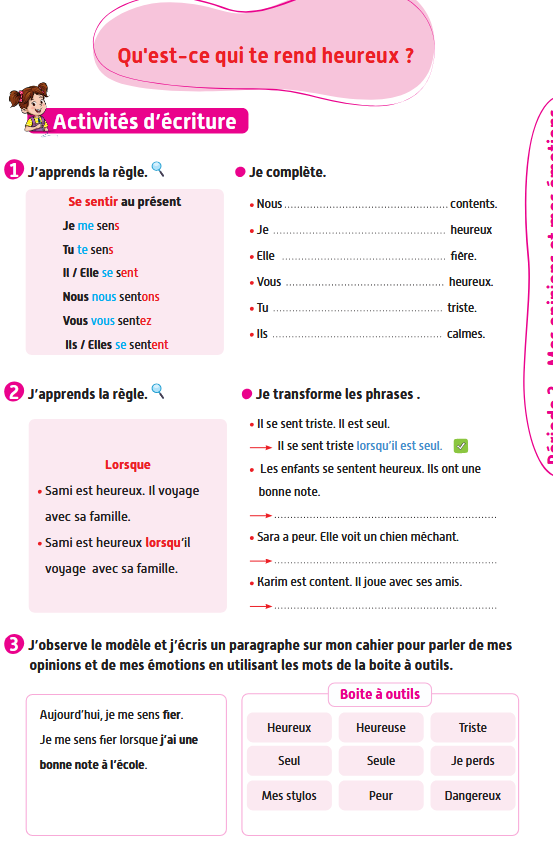 Qu'est-ce qui te rend heureux ?
Activités d'écriture
1 J'apprends la règle.
Se sentir au présent
Je me sens
Tu te sens
Il / Elle se sent
Nous nous sentons
Vous vous sentez
Ils / Elles se sentent
● Je complète.
• Nous ........................................ contents.
• Je ........................................ heureux
• Elle ........................................ fière.
• Vous ........................................ heureux.
• Tu ........................................ triste.
• Ils ........................................ calmes.
2 J'apprends la règle.
Lorsque
• Sami est heureux. Il voyage
avec sa famille.
• Sami est heureux lorsqu'il
voyage avec sa famille.
● Je transforme les phrases .
• Il se sent triste. Il est seul.
→ Il se sent triste lorsqu'il est seul. ✓
• Les enfants se sentent heureux. Ils ont une
bonne note.
→ ........................................
• Sara a peur. Elle voit un chien méchant.
→ ........................................
• Karim est content. Il joue avec ses amis.
→ ........................................
3 J'observe le modèle et j'écris un paragraphe sur mon cahier pour parler de mes
opinions et de mes émotions en utilisant les mots de la boite à outils.
Aujourd'hui, je me sens fier.
Je me sens fier lorsque j'ai une
bonne note à l'école.
Boite à outils
Heureux Heureuse Triste
Seul Seule Je perds
Mes stylos Peur Dangereux